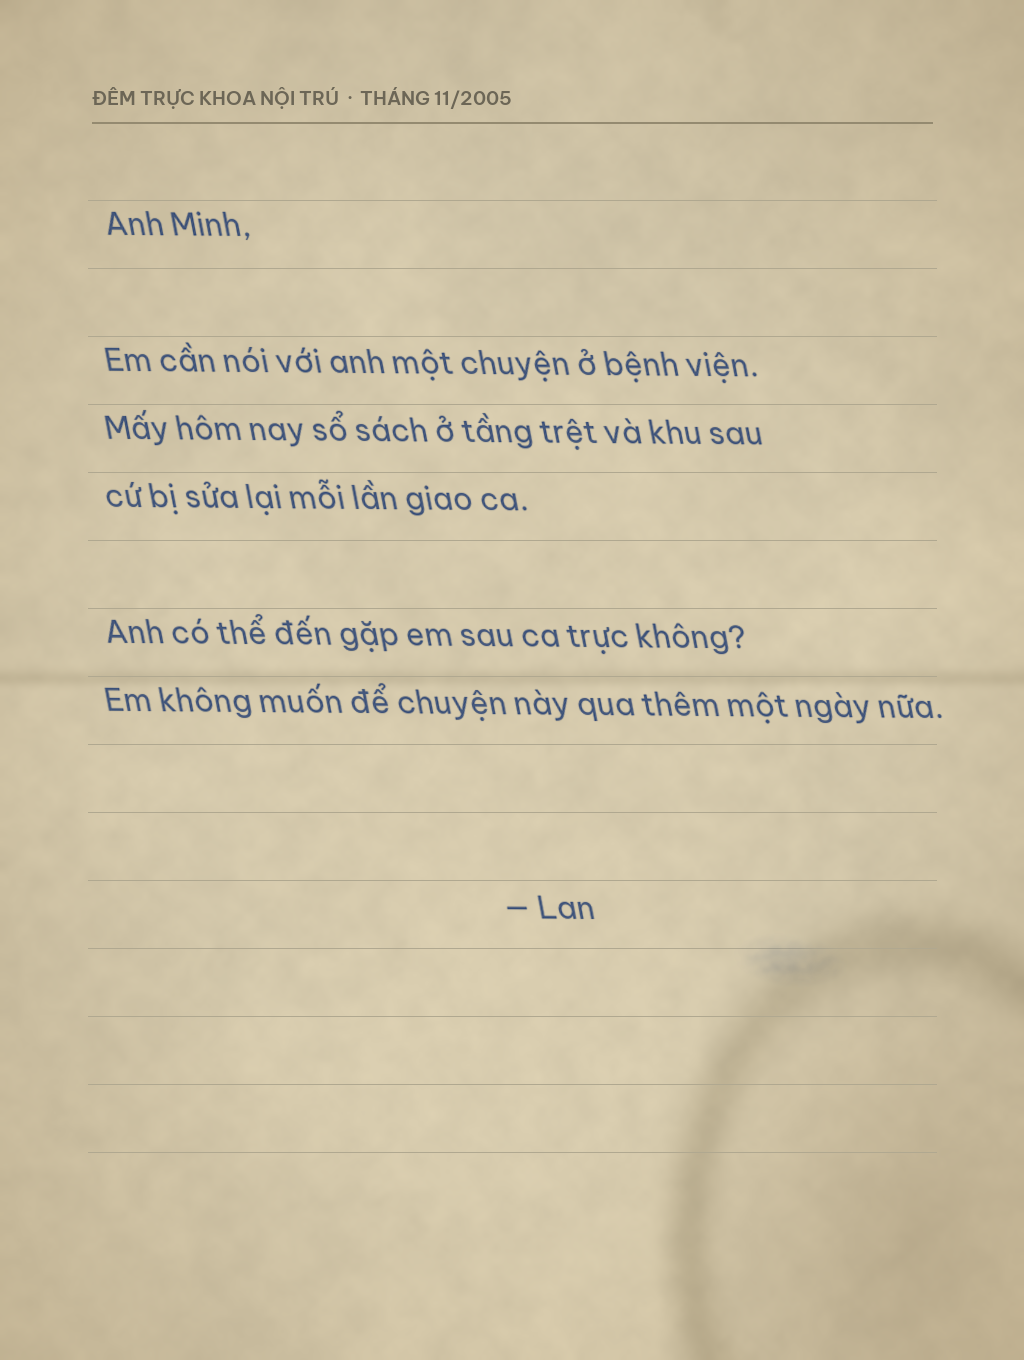 ĐÊM TRỰC KHOA NỘI TRÚ · THÁNG 11/2005
Anh Minh,
Em cần nói với anh một chuyện ở bệnh viện.
Mấy hôm nay sổ sách ở tầng trệt và khu sau
cứ bị sửa lại mỗi lần giao ca.
Anh có thể đến gặp em sau ca trực không?
Em không muốn để chuyện này qua thêm một ngày nữa.
– Lan